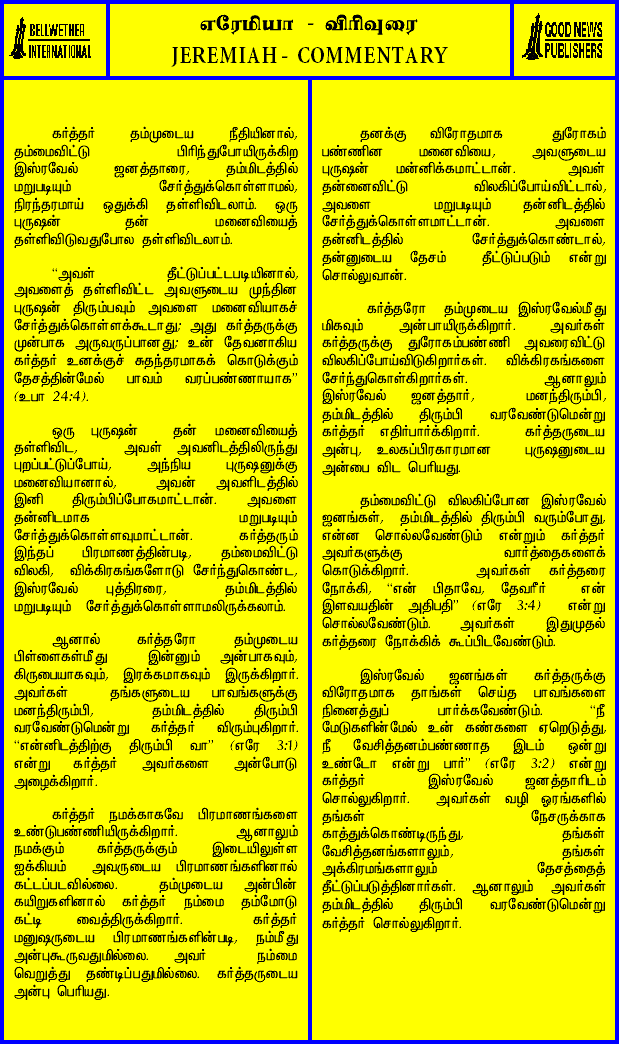 BELLWETHER
INTERNATIONAL
எரேமியா - விரிவுரை
JEREMIAH - COMMENTARY
GOOD NEWS
PUBLISHERS
கர்த்தர் தம்முடைய நீதியினால்,
தம்மைவிட்டு பிரிந்துபோயிருக்கிற
இஸ்ரவேல் ஜனத்தாரை, தம்மிடத்தில்
மறுபடியும் சேர்த்துக்கொள்ளாமல்,
நிரந்தரமாய் ஒதுக்கி தள்ளிவிடலாம். ஒரு
புருஷன் தன் மனைவியைத்
தள்ளிவிடுவதுபோல தள்ளிவிடலாம்.
“அவள் தீட்டுப்பட்டபடியினால்,
அவளைத் தள்ளிவிட்ட அவளுடைய முந்தின
புருஷன் திரும்பவும் அவளை மனைவியாகச்
சேர்த்துக்கொள்ளக்கூடாது; அது கர்த்தருக்கு
முன்பாக அருவருப்பானது; உன் தேவனாகிய
கர்த்தர் உனக்குச் சுதந்தரமாகக் கொடுக்கும்
தேசத்தின்மேல் பாவம் வரப்பண்ணாயாக”
(உபா 24:4).
ஒரு புருஷன் தன் மனைவியைத்
தள்ளிவிட, அவள் அவனிடத்திலிருந்து
புறப்பட்டுப்போய், அந்நிய புருஷனுக்கு
மனைவியானால், அவன் அவளிடத்தில்
இனி திரும்பிப்போகமாட்டான். அவளை
தன்னிடமாக மறுபடியும்
சேர்த்துக்கொள்ளவுமாட்டான். கர்த்தரும்
இந்தப் பிரமாணத்தின்படி, தம்மைவிட்டு
விலகி, விக்கிரகங்களோடு சேர்ந்துகொண்ட,
இஸ்ரவேல் புத்திரரை, தம்மிடத்தில்
மறுபடியும் சேர்த்துக்கொள்ளாமலிருக்கலாம்.
ஆனால் கர்த்தரோ தம்முடைய
பிள்ளைகள்மீது இன்னும் அன்பாகவும்,
கிருபையாகவும், இரக்கமாகவும் இருக்கிறார்.
அவர்கள் தங்களுடைய பாவங்களுக்கு
மனந்திரும்பி, தம்மிடத்தில் திரும்பி
வரவேண்டுமென்று கர்த்தர் விரும்புகிறார்.
“என்னிடத்திற்கு திரும்பி வா” (எரே 3:1)
என்று கர்த்தர் அவர்களை அன்போடு
அழைக்கிறார்.
கர்த்தர் நமக்காகவே பிரமாணங்களை
உண்டுபண்ணியிருக்கிறார். ஆனாலும்
நமக்கும் கர்த்தருக்கும் இடையிலுள்ள
ஐக்கியம் அவருடைய பிரமாணங்களினால்
கட்டப்படவில்லை. தம்முடைய அன்பின்
கயிறுகளினால் கர்த்தர் நம்மை தம்மோடு
கட்டி வைத்திருக்கிறார். கர்த்தர்
மனுஷருடைய பிரமாணங்களின்படி, நம்மீது
அன்புகூருவதுமில்லை. அவர் நம்மை
வெறுத்து தண்டிப்பதுமில்லை. கர்த்தருடைய
அன்பு பெரியது.
தனக்கு விரோதமாக துரோகம்
பண்ணின மனைவியை, அவளுடைய
புருஷன் மன்னிக்கமாட்டான். அவள்
தன்னைவிட்டு விலகிப்போய்விட்டால்,
அவளை மறுபடியும் தன்னிடத்தில்
சேர்த்துக்கொள்ளமாட்டான். அவளை
தன்னிடத்தில் சேர்த்துக்கொண்டால்,
தன்னுடைய தேசம் தீட்டுப்படும் என்று
சொல்லுவான்.
கர்த்தரோ தம்முடைய இஸ்ரவேல்மீது
மிகவும் அன்பாயிருக்கிறார். அவர்கள்
கர்த்தருக்கு துரோகம்பண்ணி அவரைவிட்டு
விலகிப்போய்விடுகிறார்கள். விக்கிரகங்களை
சேர்ந்துகொள்கிறார்கள். ஆனாலும்
இஸ்ரவேல் ஜனத்தார், மனந்திரும்பி,
தம்மிடத்தில் திரும்பி வரவேண்டுமென்று
கர்த்தர் எதிர்பார்க்கிறார். கர்த்தருடைய
அன்பு, உலகப்பிரகாரமான புருஷனுடைய
அன்பை விட பெரியது.
தம்மைவிட்டு விலகிப்போன இஸ்ரவேல்
ஜனங்கள், தம்மிடத்தில் திரும்பி வரும்போது,
என்ன சொல்லவேண்டும் என்றும் கர்த்தர்
அவர்களுக்கு வார்த்தைகளைக்
கொடுக்கிறார். அவர்கள் கர்த்தரை
நோக்கி, “என் பிதாவே, தேவரீர் என்
இளவயதின் அதிபதி” (எரே 3:4) என்று
சொல்லவேண்டும். அவர்கள் இதுமுதல்
கர்த்தரை நோக்கிக் கூப்பிடவேண்டும்.
இஸ்ரவேல் ஜனங்கள் கர்த்தருக்கு
விரோதமாக தாங்கள் செய்த பாவங்களை
நினைத்துப் பார்க்கவேண்டும். “நீ
மேடுகளின்மேல் உன் கண்களை ஏறெடுத்து,
நீ வேசித்தனம்பண்ணாத இடம் ஒன்று
உண்டோ என்று பார்” (எரே 3:2) என்று
கர்த்தர் இஸ்ரவேல் ஜனத்தாரிடம்
சொல்லுகிறார். அவர்கள் வழி ஓரங்களில்
தங்கள் நேசருக்காக
காத்துக்கொண்டிருந்து, தங்கள்
வேசித்தனங்களாலும், தங்கள்
அக்கிரமங்களாலும் தேசத்தைத்
தீட்டுப்படுத்தினார்கள். ஆனாலும் அவர்கள்
தம்மிடத்தில் திரும்பி வரவேண்டுமென்று
கர்த்தர் சொல்லுகிறார்.